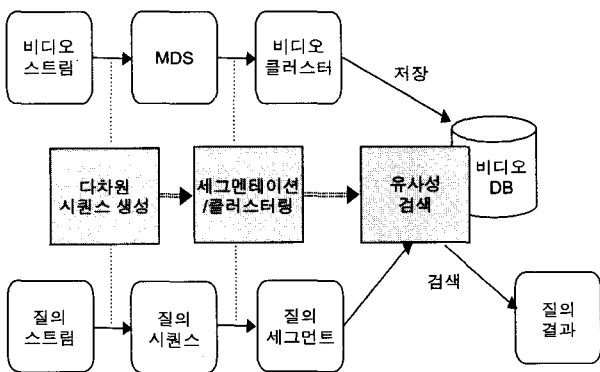 비디오
스트림
MDS
비디오
클러스터
저장
다차원
시퀀스 생성
세그멘테이션
/클러스터링
유사성
검색
비디오
DB
질의
스트림
질의
시퀀스
질의
세그먼트
검색
질의
결과